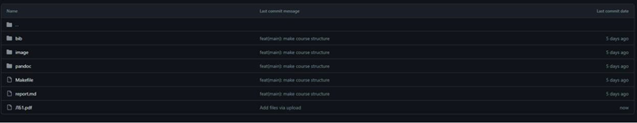 Name Last commit message Last commit date
..
bib feat(main): make course structure 5 days ago
image feat(main): make course structure 5 days ago
pandoc feat(main): make course structure 5 days ago
Makefile feat(main): make course structure 5 days ago
report.md feat(main): make course structure 5 days ago
Add files via upload now